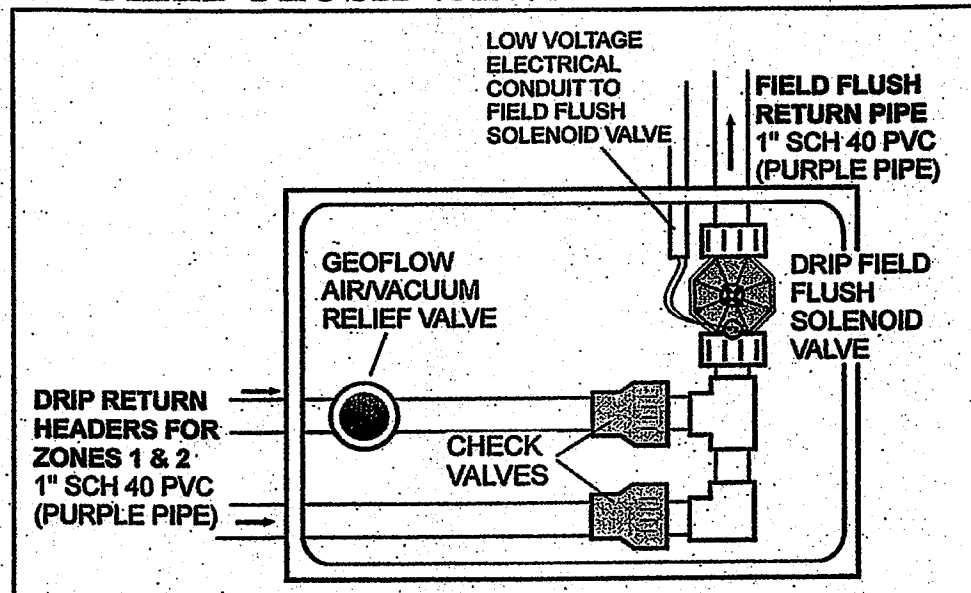 LOW VOLTAGE
ELECTRICAL
CONDUIT TO
FIELD FLUSH
SOLENOID VALVE
FIELD FLUSH
RETURN PIPE
1" SCH 40 PVC
(PURPLE PIPE)
GEOFLOW
AIR/VACUUM
RELIEF VALVE
DRIP FIELD
FLUSH
SOLENOID
VALVE
DRIP RETURN
HEADERS FOR
ZONES 1 & 2
1" SCH 40 PVC
(PURPLE PIPE)
CHECK
VALVES